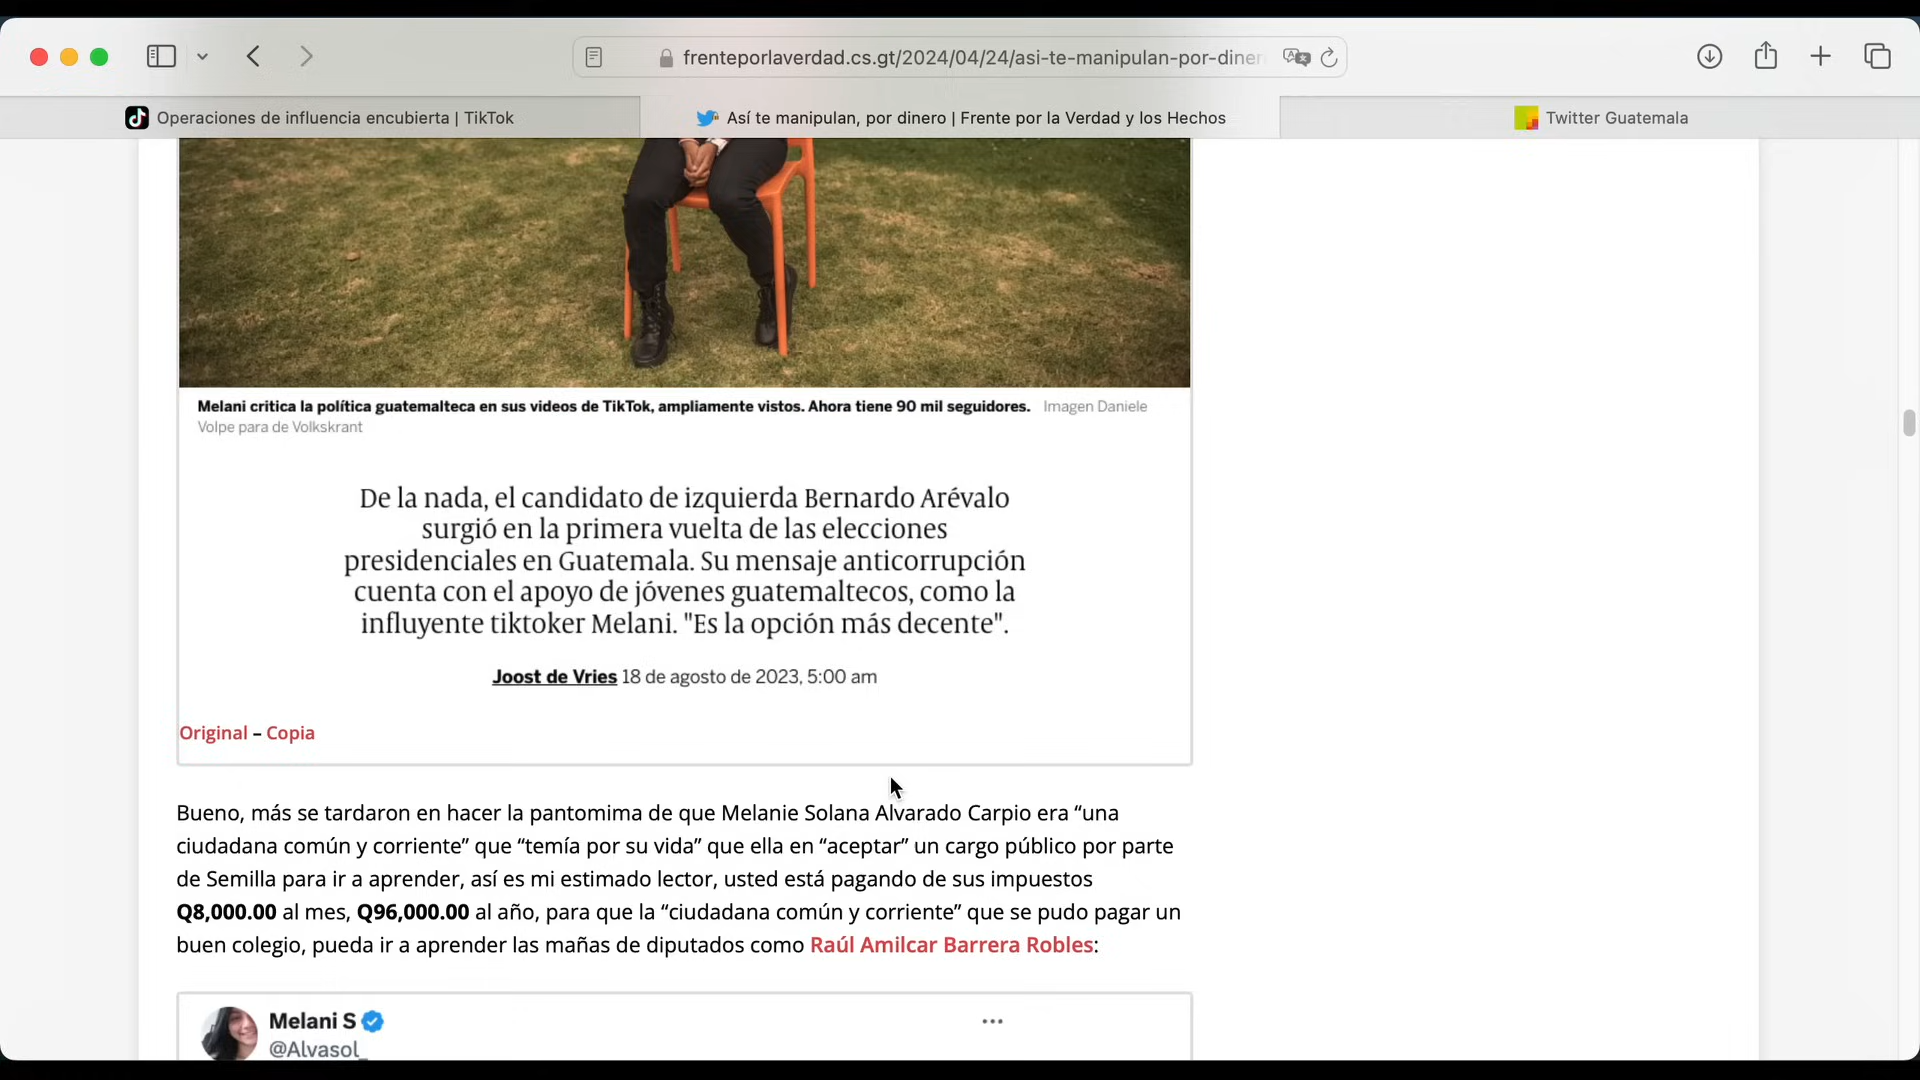 frenteporlaverdad.cs.gt/2024/04/24/asi-te-manipulan-por-diner
Operaciones de influencia encubierta | TikTok
Así te manipulan, por dinero | Frente por la Verdad y los Hechos
Twitter Guatemala
Melani critica la política guatemalteca en sus videos de TikTok, ampliamente vistos. Ahora tiene 90 mil seguidores. Imagen Daniele
Volpe para de Volkskrant
De la nada, el candidato de izquierda Bernardo Arévalo
surgió en la primera vuelta de las elecciones
presidenciales en Guatemala. Su mensaje anticorrupción
cuenta con el apoyo de jóvenes guatemaltecos, como la
influyente tiktoker Melani. "Es la opción más decente".
Joost de Vries 18 de agosto de 2023, 5:00 am
Original – Copia
Bueno, más se tardaron en hacer la pantomima de que Melanie Solana Alvarado Carpio era “una
ciudadana común y corriente” que “temía por su vida” que ella en “aceptar” un cargo público por parte
de Semilla para ir a aprender, así es mi estimado lector, usted está pagando de sus impuestos
Q8,000.00 al mes, Q96,000.00 al año, para que la “ciudadana común y corriente” que se pudo pagar un
buen colegio, pueda ir a aprender las mañas de diputados como Raúl Amilcar Barrera Robles:
Melani S
@Alvasol_